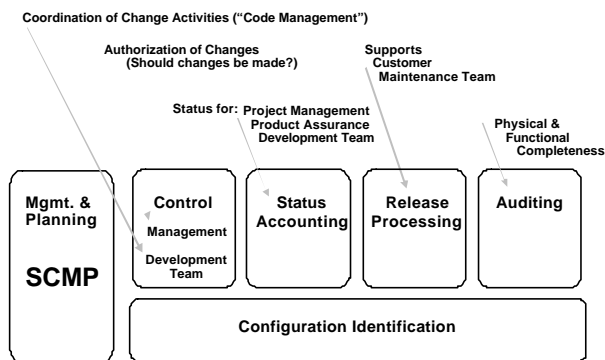 Coordination of Change Activities (“Code Management”)
Authorization of Changes
(Should changes be made?)
Supports
Customer
Maintenance Team
Status for: Project Management
Product Assurance
Development Team
Physical &
Functional
Completeness
Mgmt. &
Planning
SCMP
Control
Management
Development
Team
Status
Accounting
Release
Processing
Auditing
Configuration Identification